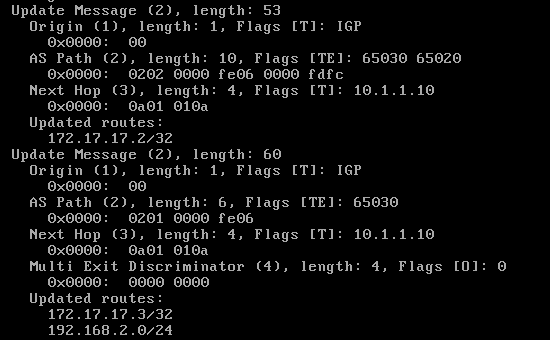 Update Message (2), length: 53
Origin (1), length: 1, Flags [T]: IGP
0x0000: 00
AS Path (2), length: 10, Flags [TE]: 65030 65020
0x0000: 0202 0000 fe06 0000 fdfc
Next Hop (3), length: 4, Flags [T]: 10.1.1.10
0x0000: 0a01 010a
Updated routes:
172.17.17.2/32
Update Message (2), length: 60
Origin (1), length: 1, Flags [T]: IGP
0x0000: 00
AS Path (2), length: 6, Flags [TE]: 65030
0x0000: 0201 0000 fe06
Next Hop (3), length: 4, Flags [T]: 10.1.1.10
0x0000: 0a01 010a
Multi Exit Discriminator (4), length: 4, Flags [O]: 0
0x0000: 0000 0000
Updated routes:
172.17.17.3/32
192.168.2.0/24